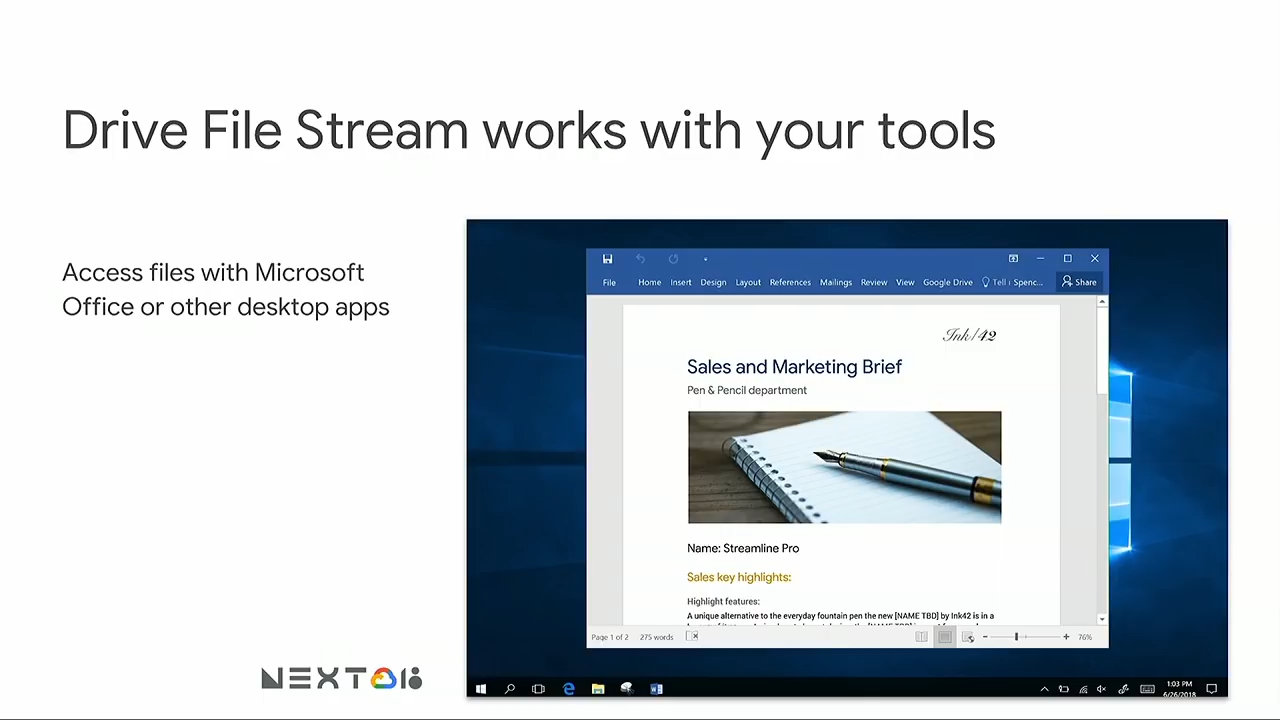 Drive File Stream works with your tools
Access files with Microsoft
Office or other desktop apps
File Home Insert Design Layout References Mailings Review View Google Drive Tell Spenc... Share
Ink/42
Sales and Marketing Brief
Pen & Pencil department
Name: Streamline Pro
Sales key highlights:
Highlight features:
A unique alternative to the everyday fountain pen the new [NAME TBD] by Ink42 is in a
Page 1 of 2 275 words 76%
NEXT 18
1:03 PM
6/26/2018